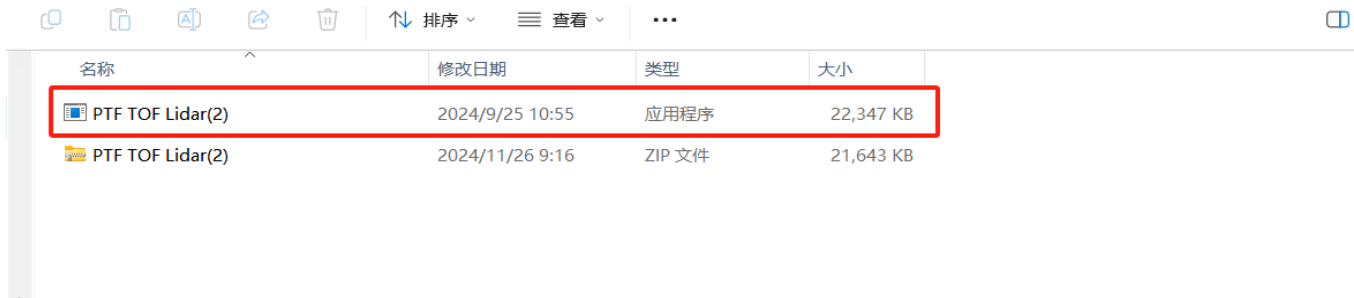 排序 查看
名称 修改日期 类型 大小
PTF TOF Lidar(2) 2024/9/25 10:55 应用程序 22,347 KB
PTF TOF Lidar(2) 2024/11/26 9:16 ZIP 文件 21,643 KB